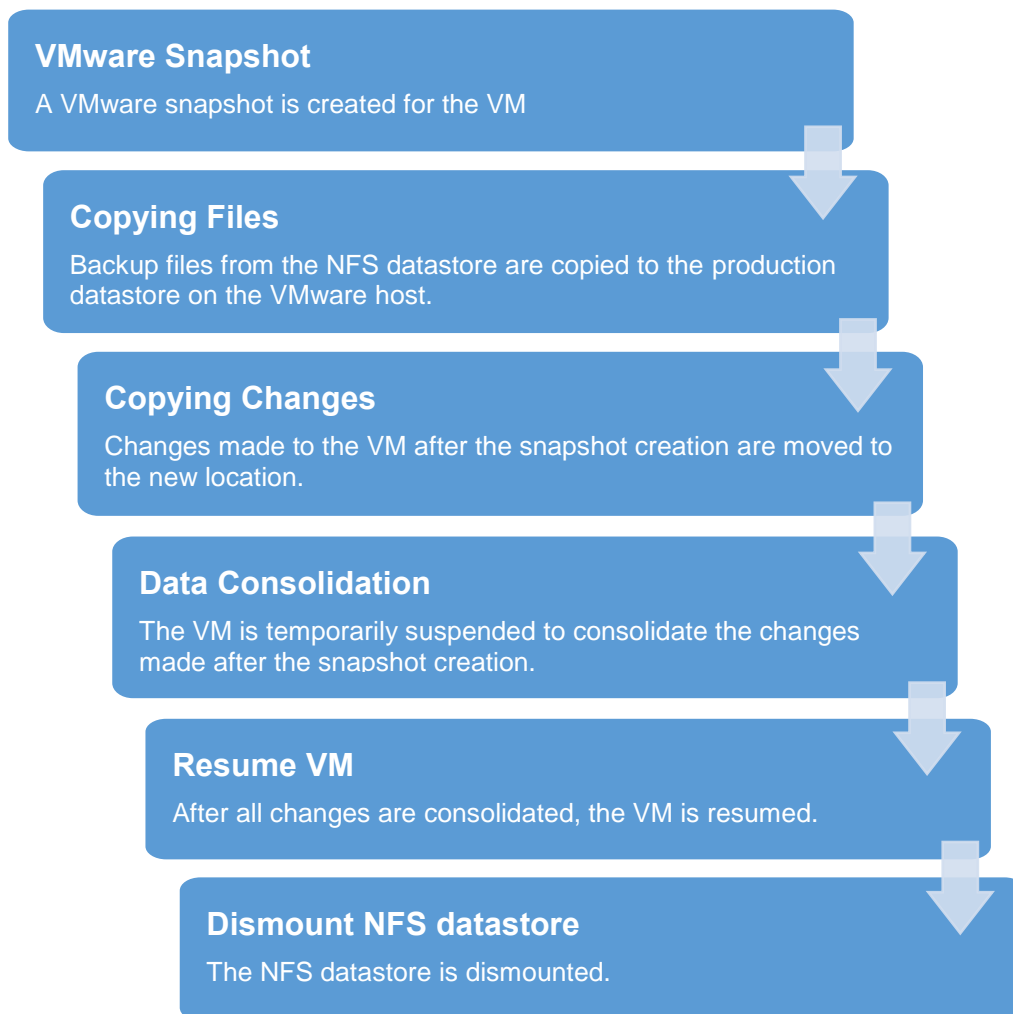 VMware Snapshot
A VMware snapshot is created for the VM
Copying Files
Backup files from the NFS datastore are copied to the production
datastore on the VMware host.
Copying Changes
Changes made to the VM after the snapshot creation are moved to
the new location.
Data Consolidation
The VM is temporarily suspended to consolidate the changes
made after the snapshot creation.
Resume VM
After all changes are consolidated, the VM is resumed.
Dismount NFS datastore
The NFS datastore is dismounted.